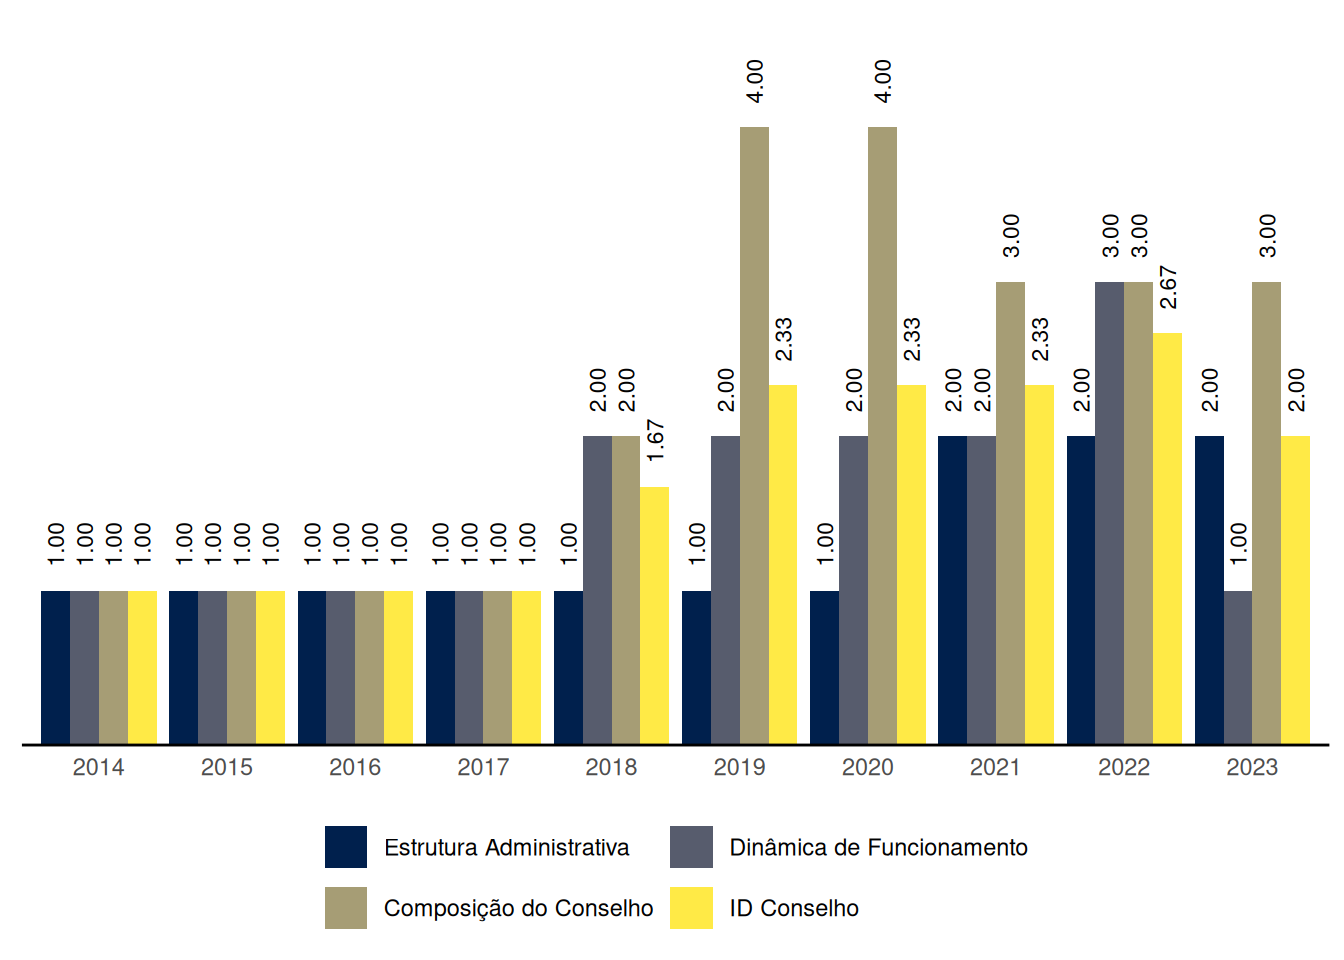 4.00 4.00
3.00 3.00 3.00 3.00
2.67
2.33 2.33 2.33
2.00 2.00 2.00 2.00 2.00 2.00 2.00 2.00 2.00
1.67
1.00 1.00 1.00 1.00 1.00 1.00 1.00 1.00 1.00 1.00 1.00 1.00 1.00 1.00 1.00 1.00 1.00 1.00 1.00 1.00
2014 2015 2016 2017 2018 2019 2020 2021 2022 2023
Estrutura Administrativa Dinâmica de Funcionamento
Composição do Conselho ID Conselho